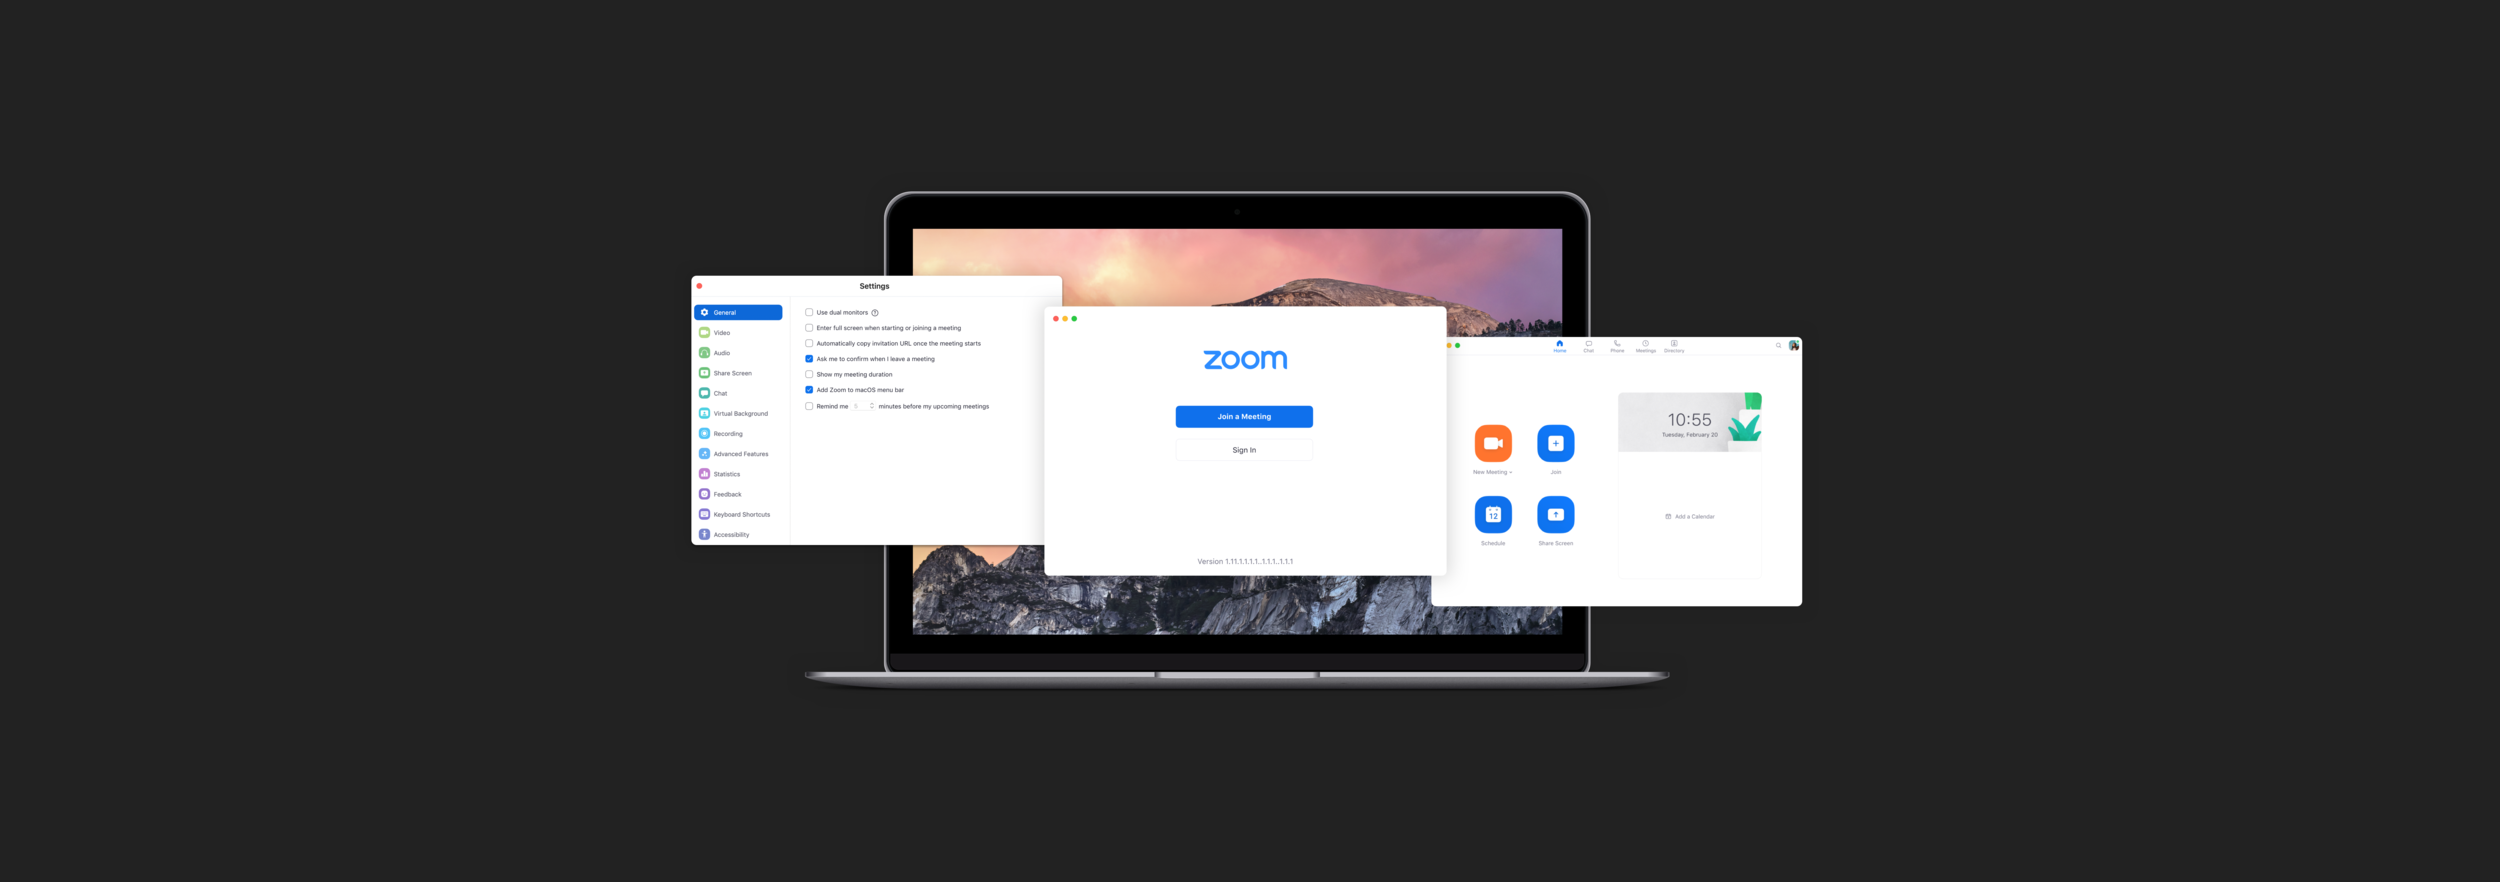 Settings
General
Video
Audio
Share Screen
Chat
Virtual Background
Recording
Advanced Features
Statistics
Feedback
Keyboard Shortcuts
Accessibility
Use dual monitors ?
Enter full screen when starting or joining a meeting
Automatically copy invitation URL once the meeting starts
Ask me to confirm when I leave a meeting
Show my meeting duration
Add Zoom to macOS menu bar
Remind me 5 minutes before my upcoming meetings
zoom
Join a Meeting
Sign In
Version 1.11.1.1.1.1..1.1.1..1.1.1
Home
Chat
Phone
Meetings
Directory
New Meeting
Join
12
Schedule
Share Screen
10:55
Tuesday, February 20
Add a Calendar